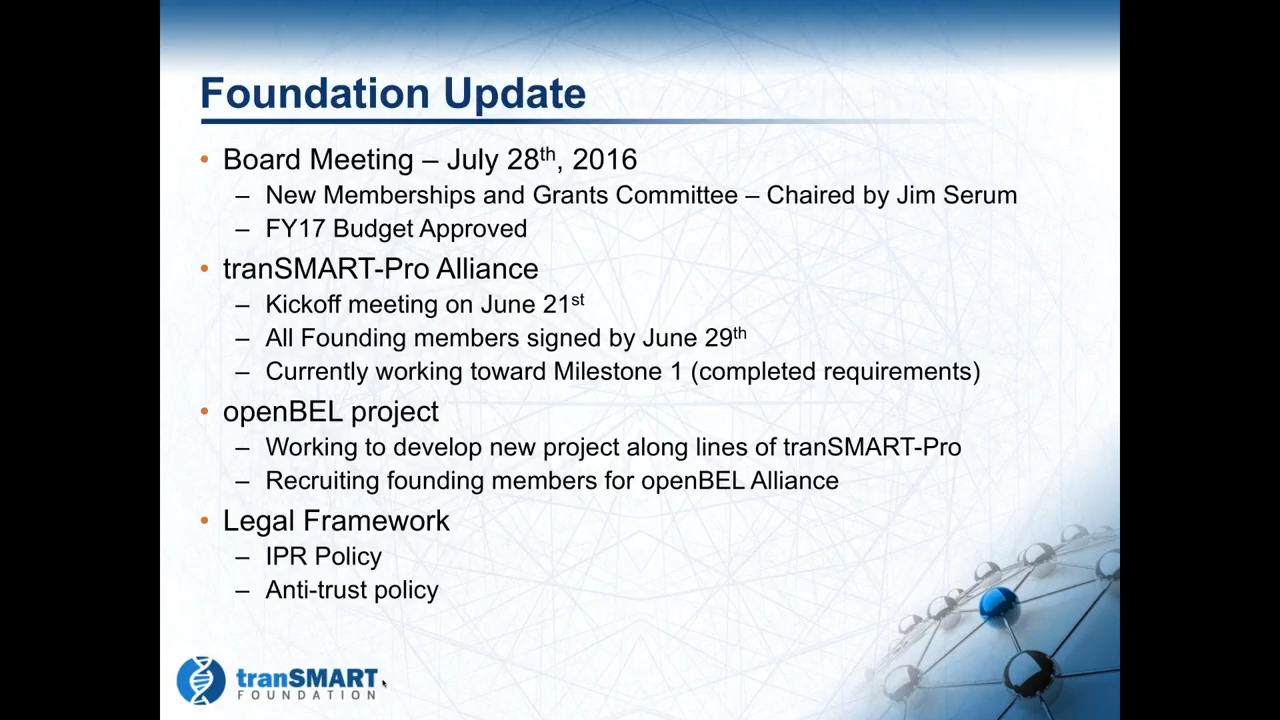 Foundation Update
• Board Meeting – July 28th, 2016
– New Memberships and Grants Committee – Chaired by Jim Serum
– FY17 Budget Approved
• tranSMART-Pro Alliance
– Kickoff meeting on June 21st
– All Founding members signed by June 29th
– Currently working toward Milestone 1 (completed requirements)
• openBEL project
– Working to develop new project along lines of tranSMART-Pro
– Recruiting founding members for openBEL Alliance
• Legal Framework
– IPR Policy
– Anti-trust policy
tranSMART
FOUNDATION